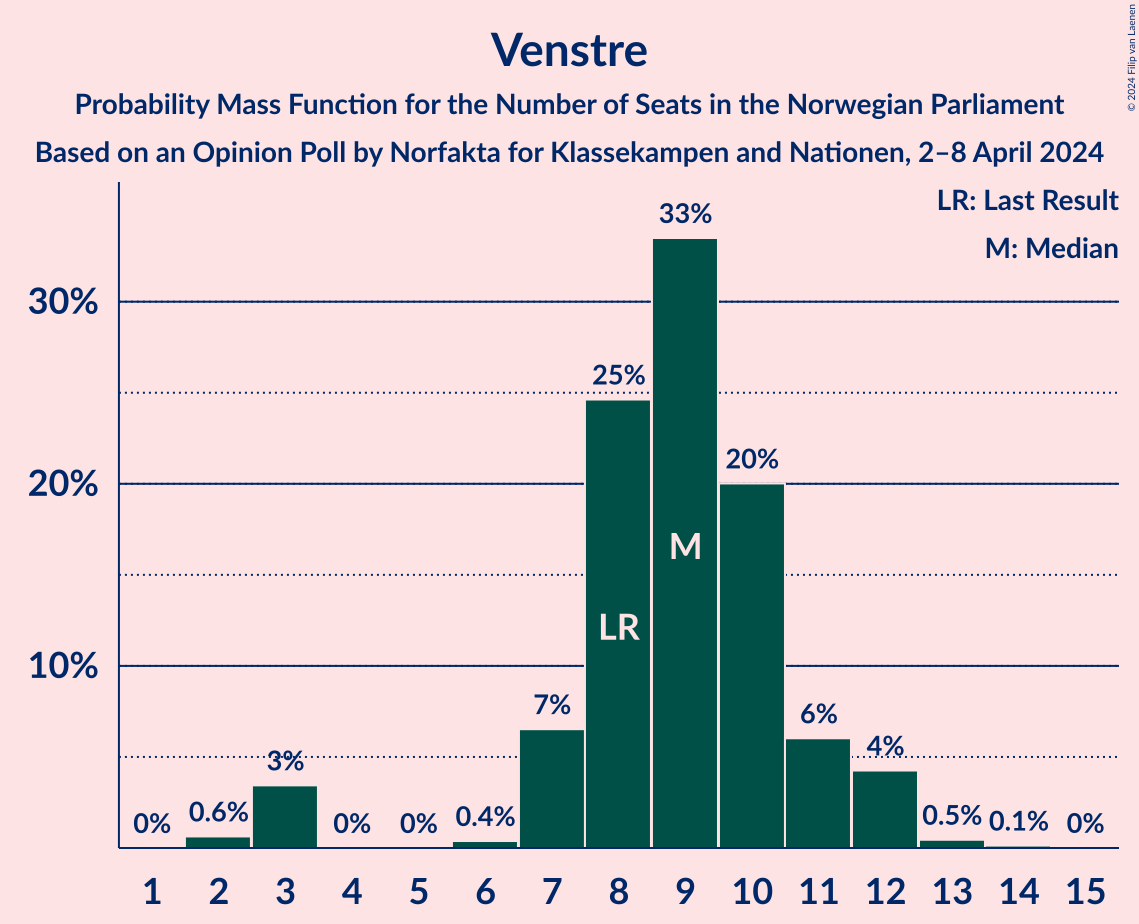 © 2024 Filip van Laenen
Venstre
Probability Mass Function for the Number of Seats in the Norwegian Parliament
Based on an Opinion Poll by Norfakta for Klassekampen and Nationen, 2–8 April 2024
LR: Last Result
M: Median
30%
20%
10%
0%
0.6%
3%
0%
0%
0.4%
7%
25%
33%
20%
6%
4%
0.5%
0.1%
0%
LR
M
1 2 3 4 5 6 7 8 9 10 11 12 13 14 15